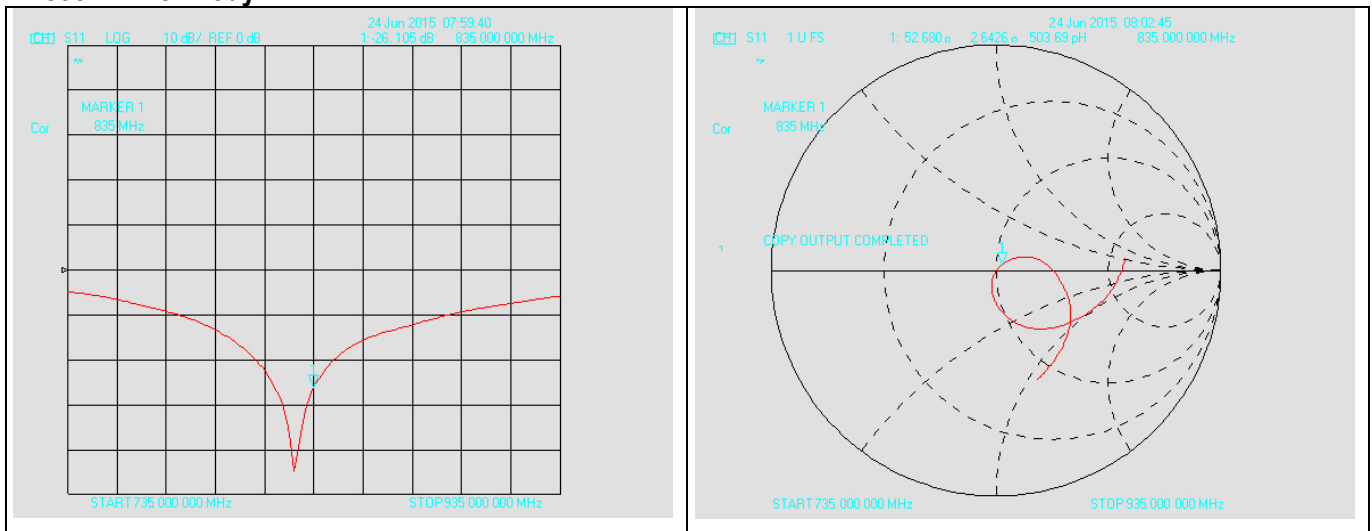 24 Jun 2015 07:59:40
CH1 S11 LOG 10 dB/ REF 0 dB 1:-26.105 dB 835.000 000 MHz
MARKER 1
Cor 835 MHz
1
START 735.000 000 MHz STOP 935.000 000 MHz
24 Jun 2015 08:02:45
CH1 S11 1 U FS 1: 52.680 o 2.6426 o 503.69 pH 835.000 000 MHz
MARKER 1
Cor 835 MHz
1 COPY OUTPUT COMPLETED
1
START 735.000 000 MHz STOP 935.000 000 MHz